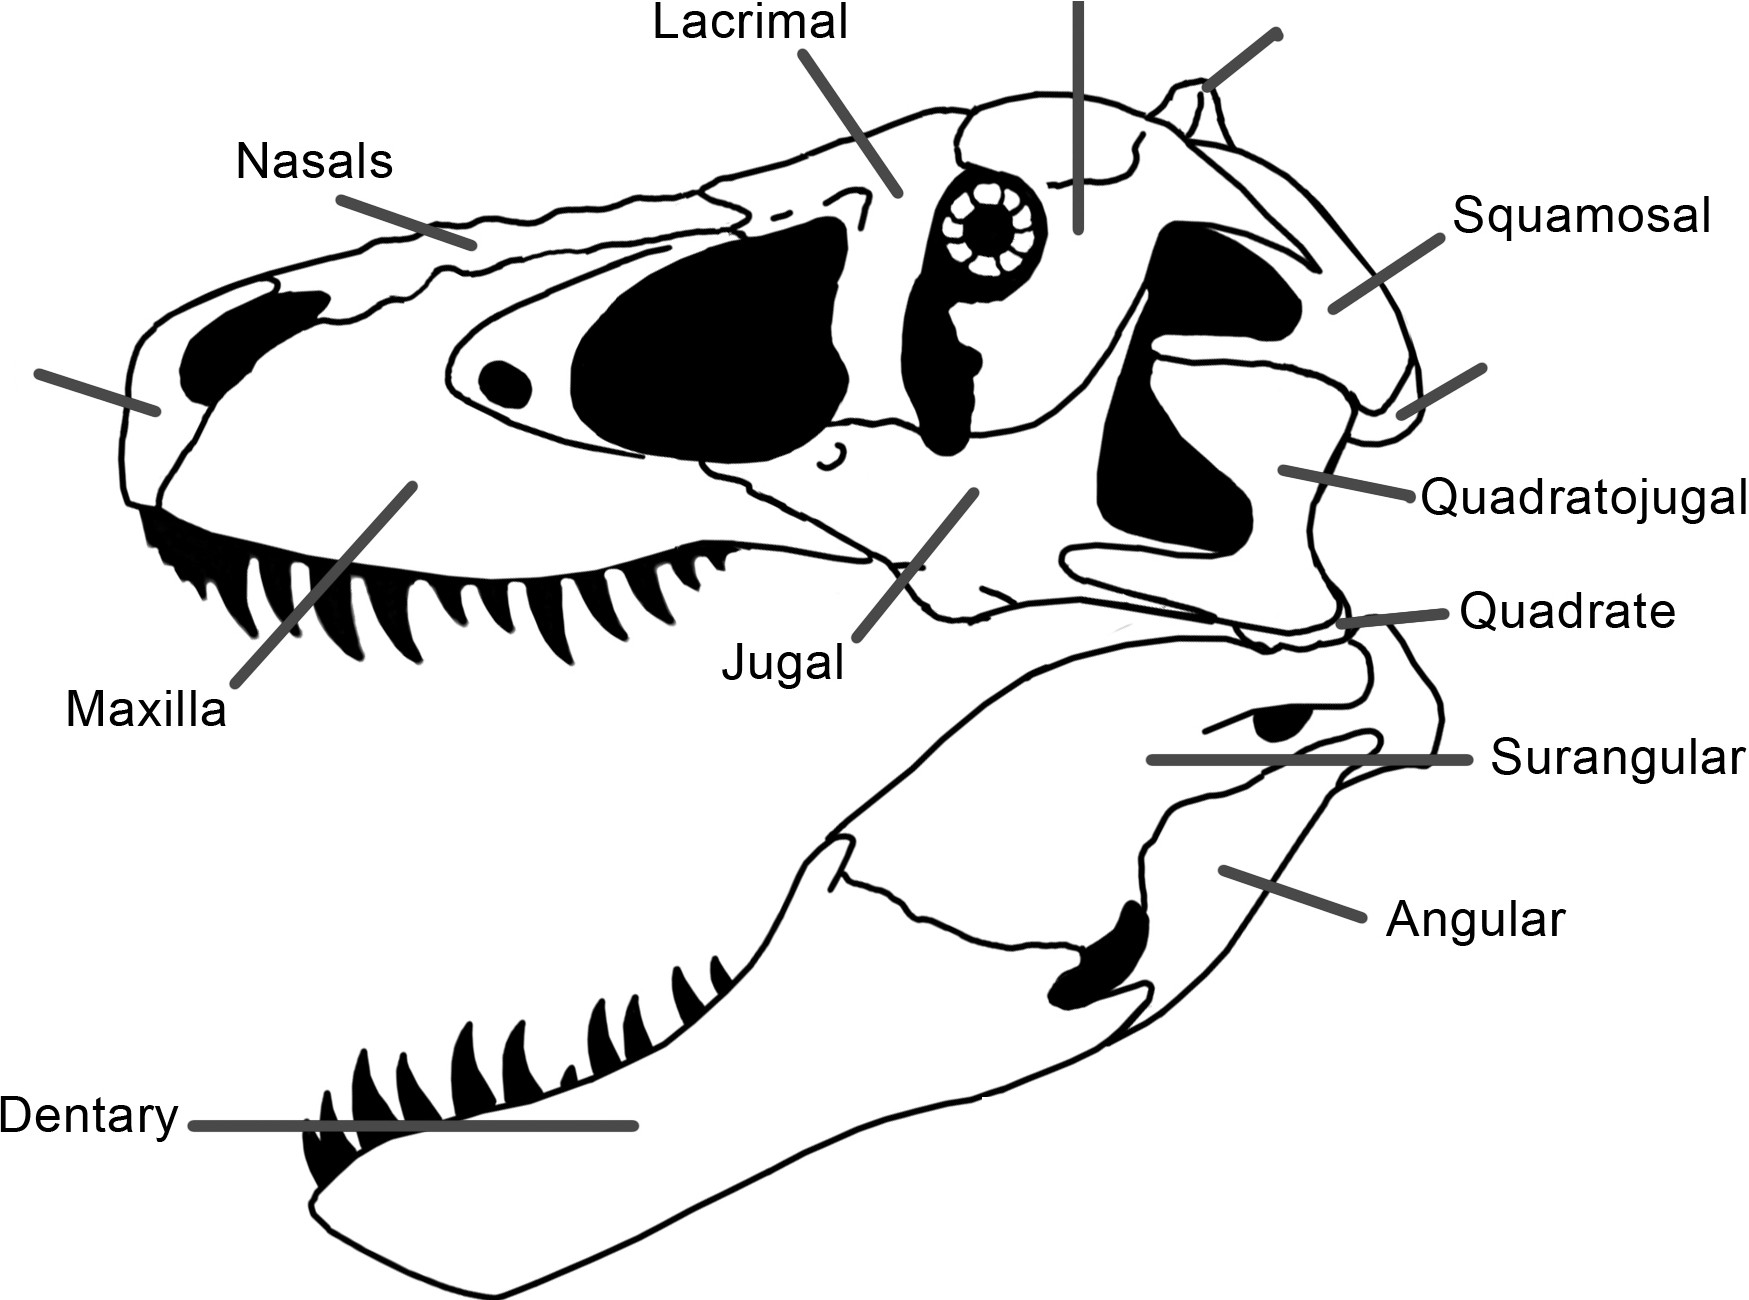 Lacrimal
Nasals
Squamosal
Quadratojugal
Quadrate
Jugal
Maxilla
Surangular
Angular
Dentary